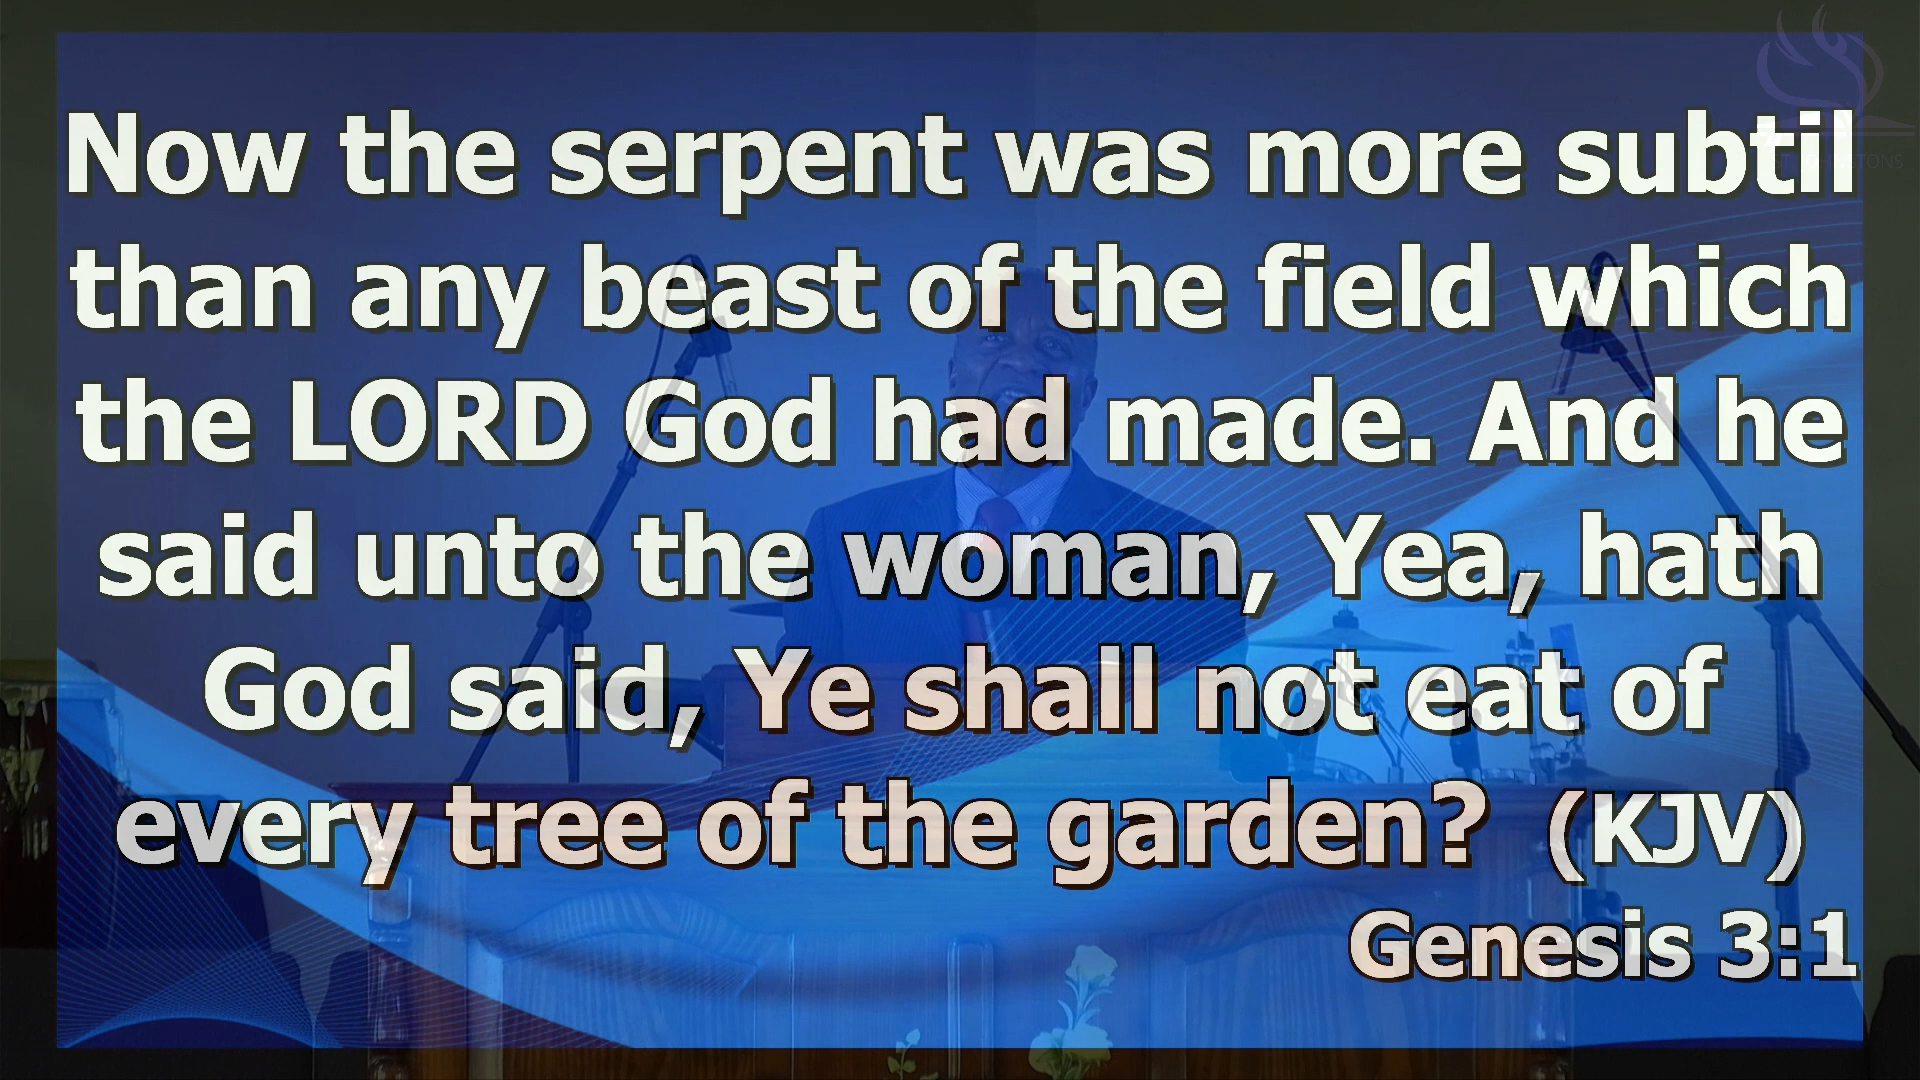 Now the serpent was more subtil
than any beast of the field which
the LORD God had made. And he
said unto the woman, Yea, hath
God said, Ye shall not eat of
every tree of the garden? (KJV)
Genesis 3:1